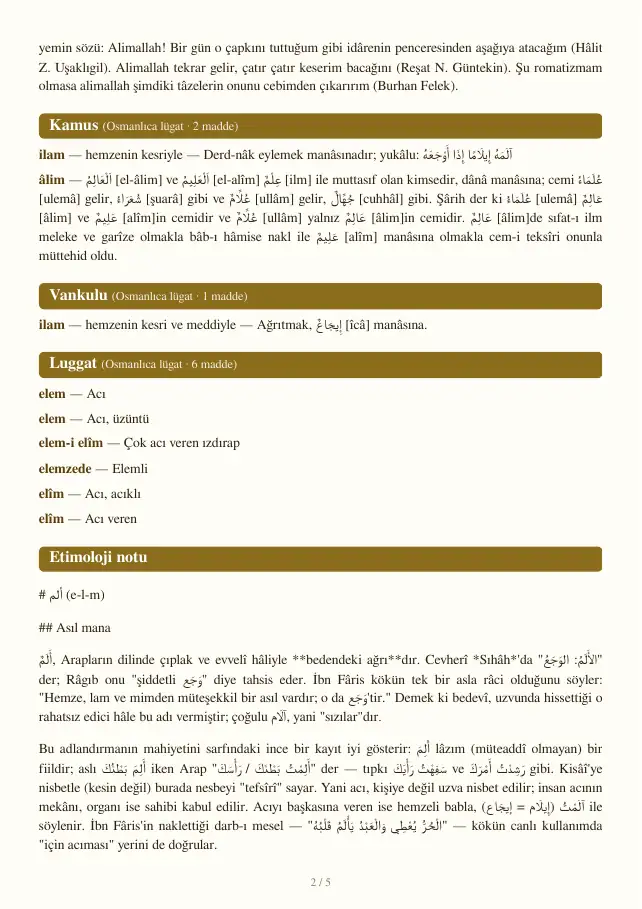 yemin sözü: Alimallah! Bir gün o çapkını tuttuğum gibi idârenin penceresinden aşağıya atacağım (Hâlit
Z. Uşaklıgil). Alimallah tekrar gelir, çatır çatır keserim bacağını (Reşat N. Güntekin). Şu romatizmam
olmasa alimallah şimdiki tâzelerin onunu cebimden çıkarırım (Burhan Felek).
Kamus (Osmanlıca lügat · 2 madde)
ilam — hemzenin kesriyle — Derd-nâk eylemek manâsınadır; yukâlu: آلَمَهُ إِيلَامًا إِذَا أَوْجَعَهُ
âlim — اَلْعَالِمُ [el-âlim] ve اَلْعَلِيمُ [el-alîm] عِلْمٌ [ilm] ile muttasıf olan kimsedir, dânâ manâsına; cemi عُلَمَاءُ
[ulemâ] gelir, شُعَرَاءُ [şuarâ] gibi ve عُلَّامٌ [ullâm] gelir, جُهَّالٌ [cuhhâl] gibi. Şârih der ki عُلَمَاءُ [ulemâ] عَالِمٌ
[âlim] ve عَلِيمٌ [alîm]in cemidir ve عُلَّامٌ [ullâm] yalnız عَالِمٌ [âlim]in cemidir. عَالِمٌ [âlim]de sıfat-ı ilm
meleke ve garîze olmakla bâb-ı hâmise nakl ile عَلِيمٌ [alîm] manâsına olmakla cem-i teksîri onunla
müttehid oldu.
Vankulu (Osmanlıca lügat · 1 madde)
ilam — hemzenin kesri ve meddiyle — Ağrıtmak, إِيجَاعٌ [îcâ] manâsına.
Luggat (Osmanlıca lügat · 6 madde)
elem — Acı
elem — Acı, üzüntü
elem-i elîm — Çok acı veren ızdırap
elemzede — Elemli
elîm — Acı, acıklı
elîm — Acı veren
Etimoloji notu
# ألم (e-l-m)
## Asıl mana
أَلَمٌ, Arapların dilinde çıplak ve evvelî hâliyle **bedendeki ağrı**dır. Cevherî *Sıhâh*'da "الأَلَمُ: الوَجَعُ"
der; Râgıb onu "şiddetli وَجَع" diye tahsis eder. İbn Fâris kökün tek bir asla râci olduğunu söyler:
"Hemze, lam ve mimden müteşekkil bir asıl vardır; o da وَجَع'tir." Demek ki bedevî, uzvunda hissettiği o
rahatsız edici hâle bu adı vermiştir; çoğulu آلَام, yani "sızılar"dır.
Bu adlandırmanın mahiyetini sarfındaki ince bir kayıt iyi gösterir: أَلِمَ lâzım (müteaddî olmayan) bir
fiildir; aslı أَلِمَ بَطْنُكَ iken Arap "أَلِمْتَ بَطْنَكَ / رَأْسَكَ" der — tıpkı سَفِهْتَ رَأْيَكَ ve رَشِدْتَ أَمْرَكَ gibi. Kisâî'ye
nisbetle (kesin değil) burada nesbeyi "tefsîrî" sayar. Yani acı, kişiye değil uzva nisbet edilir; insan acının
mekânı, organı ise sahibi kabul edilir. Acıyı başkasına veren ise hemzeli babla, آلَمْتُ (إيلَام = إيجَاع) ile
söylenir. İbn Fâris'in naklettiği darb-ı mesel — "الْحُرُّ يُعْطِي وَالْعَبْدُ يَأْلَمُ قَلْبُهُ" — kökün canlı kullanımda
"için acıması" yerini de doğrular.
2 / 5